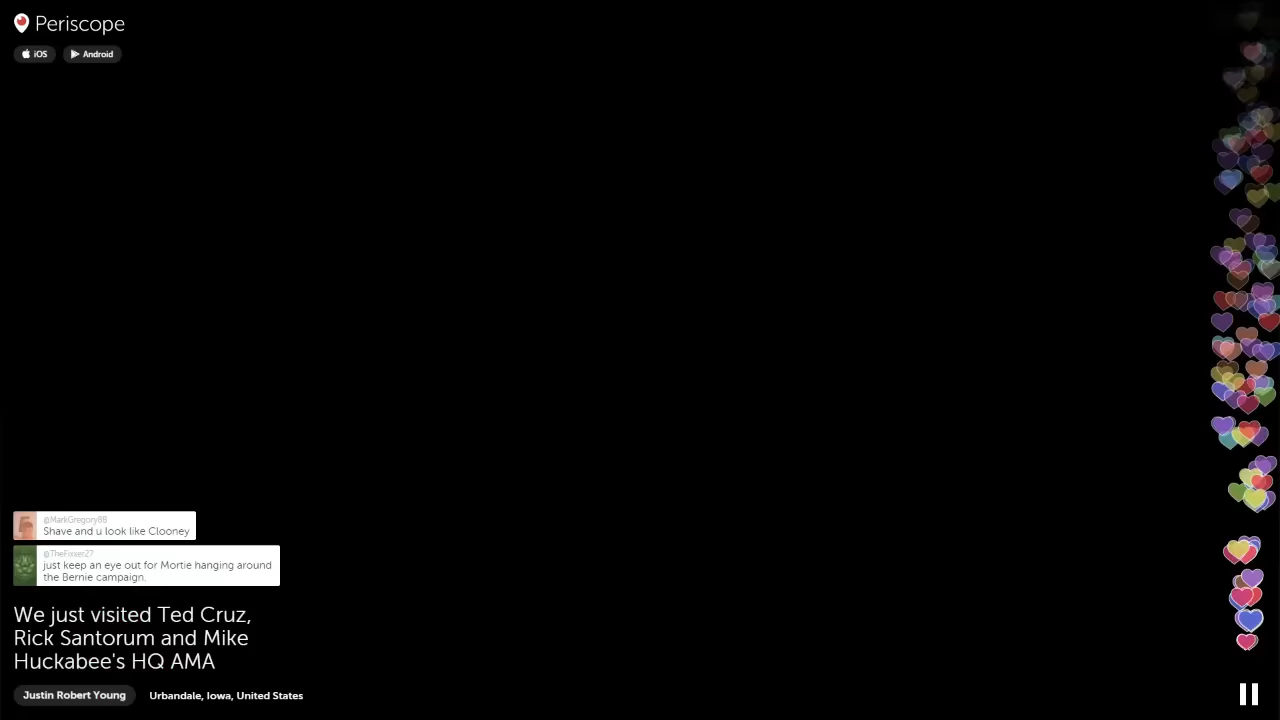 Periscope
iOS
Android
@MarkGregory88
Shave and u look like Clooney
@TheFixxer27
just keep an eye out for Mortie hanging around
the Bernie campaign.
We just visited Ted Cruz,
Rick Santorum and Mike
Huckabee's HQ AMA
Justin Robert Young
Urbandale, Iowa, United States